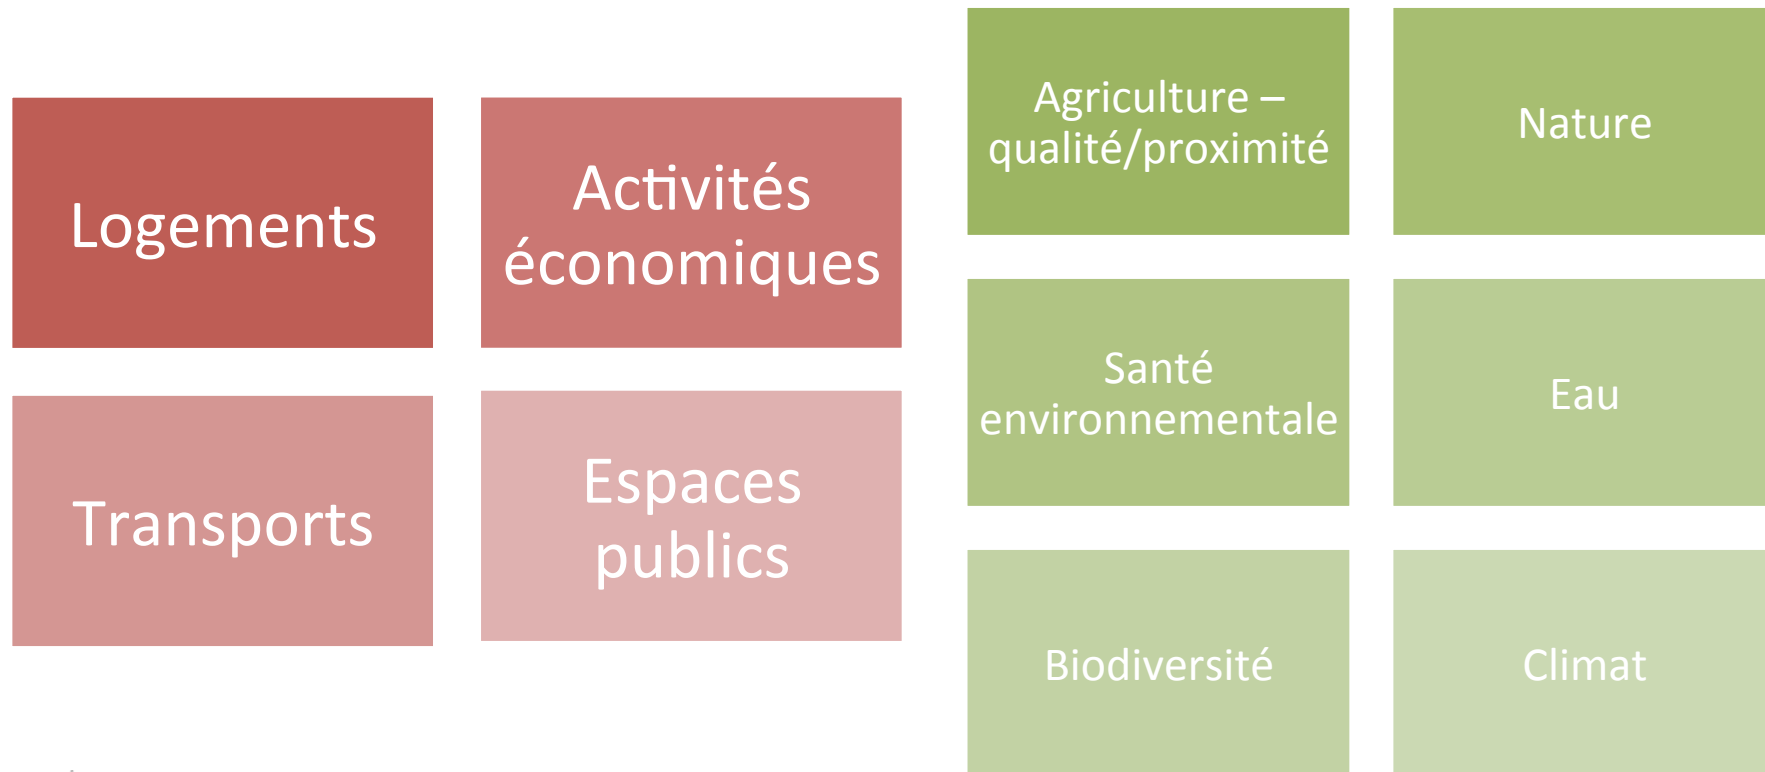 Logements
Activités
économiques
Transports
Espaces
publics
Agriculture –
qualité/proximité
Nature
Santé
environnementale
Eau
Biodiversité
Climat